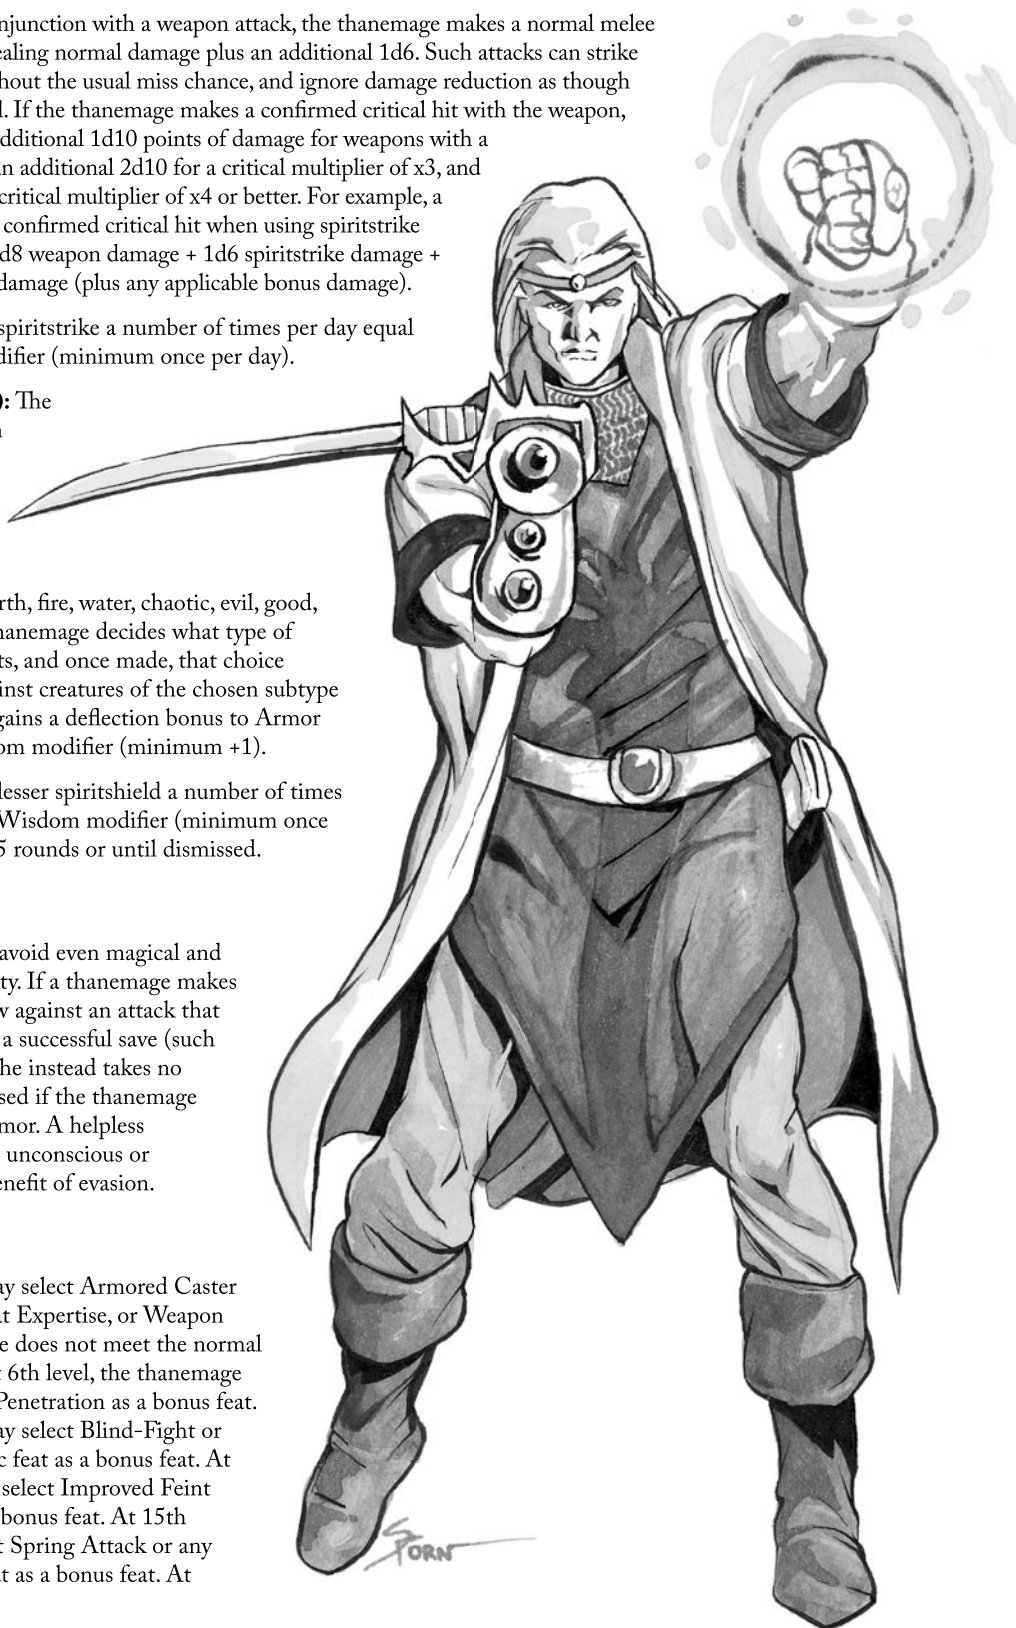 njunction with a weapon attack, the thanemage makes a normal melee
ealing normal damage plus an additional 1d6. Such attacks can strike
hout the usual miss chance, and ignore damage reduction as though
l. If the thanemage makes a confirmed critical hit with the weapon,
dditional 1d10 points of damage for weapons with a
an additional 2d10 for a critical multiplier of x3, and
critical multiplier of x4 or better. For example, a
confirmed critical hit when using spiritstrike
d8 weapon damage + 1d6 spiritstrike damage +
damage (plus any applicable bonus damage).
spiritstrike a number of times per day equal
difier (minimum once per day).
): The
rth, fire, water, chaotic, evil, good,
hanemage decides what type of
ts, and once made, that choice
inst creatures of the chosen subtype
gains a deflection bonus to Armor
om modifier (minimum +1).
lesser spiritshield a number of times
Wisdom modifier (minimum once
5 rounds or until dismissed.
avoid even magical and
ty. If a thanemage makes
w against an attack that
a successful save (such
he instead takes no
sed if the thanemage
mor. A helpless
unconscious or
enefit of evasion.
ay select Armored Caster
at Expertise, or Weapon
e does not meet the normal
t 6th level, the thanemage
Penetration as a bonus feat.
ay select Blind-Fight or
c feat as a bonus feat. At
select Improved Feint
bonus feat. At 15th
t Spring Attack or any
at as a bonus feat. At
SPORN